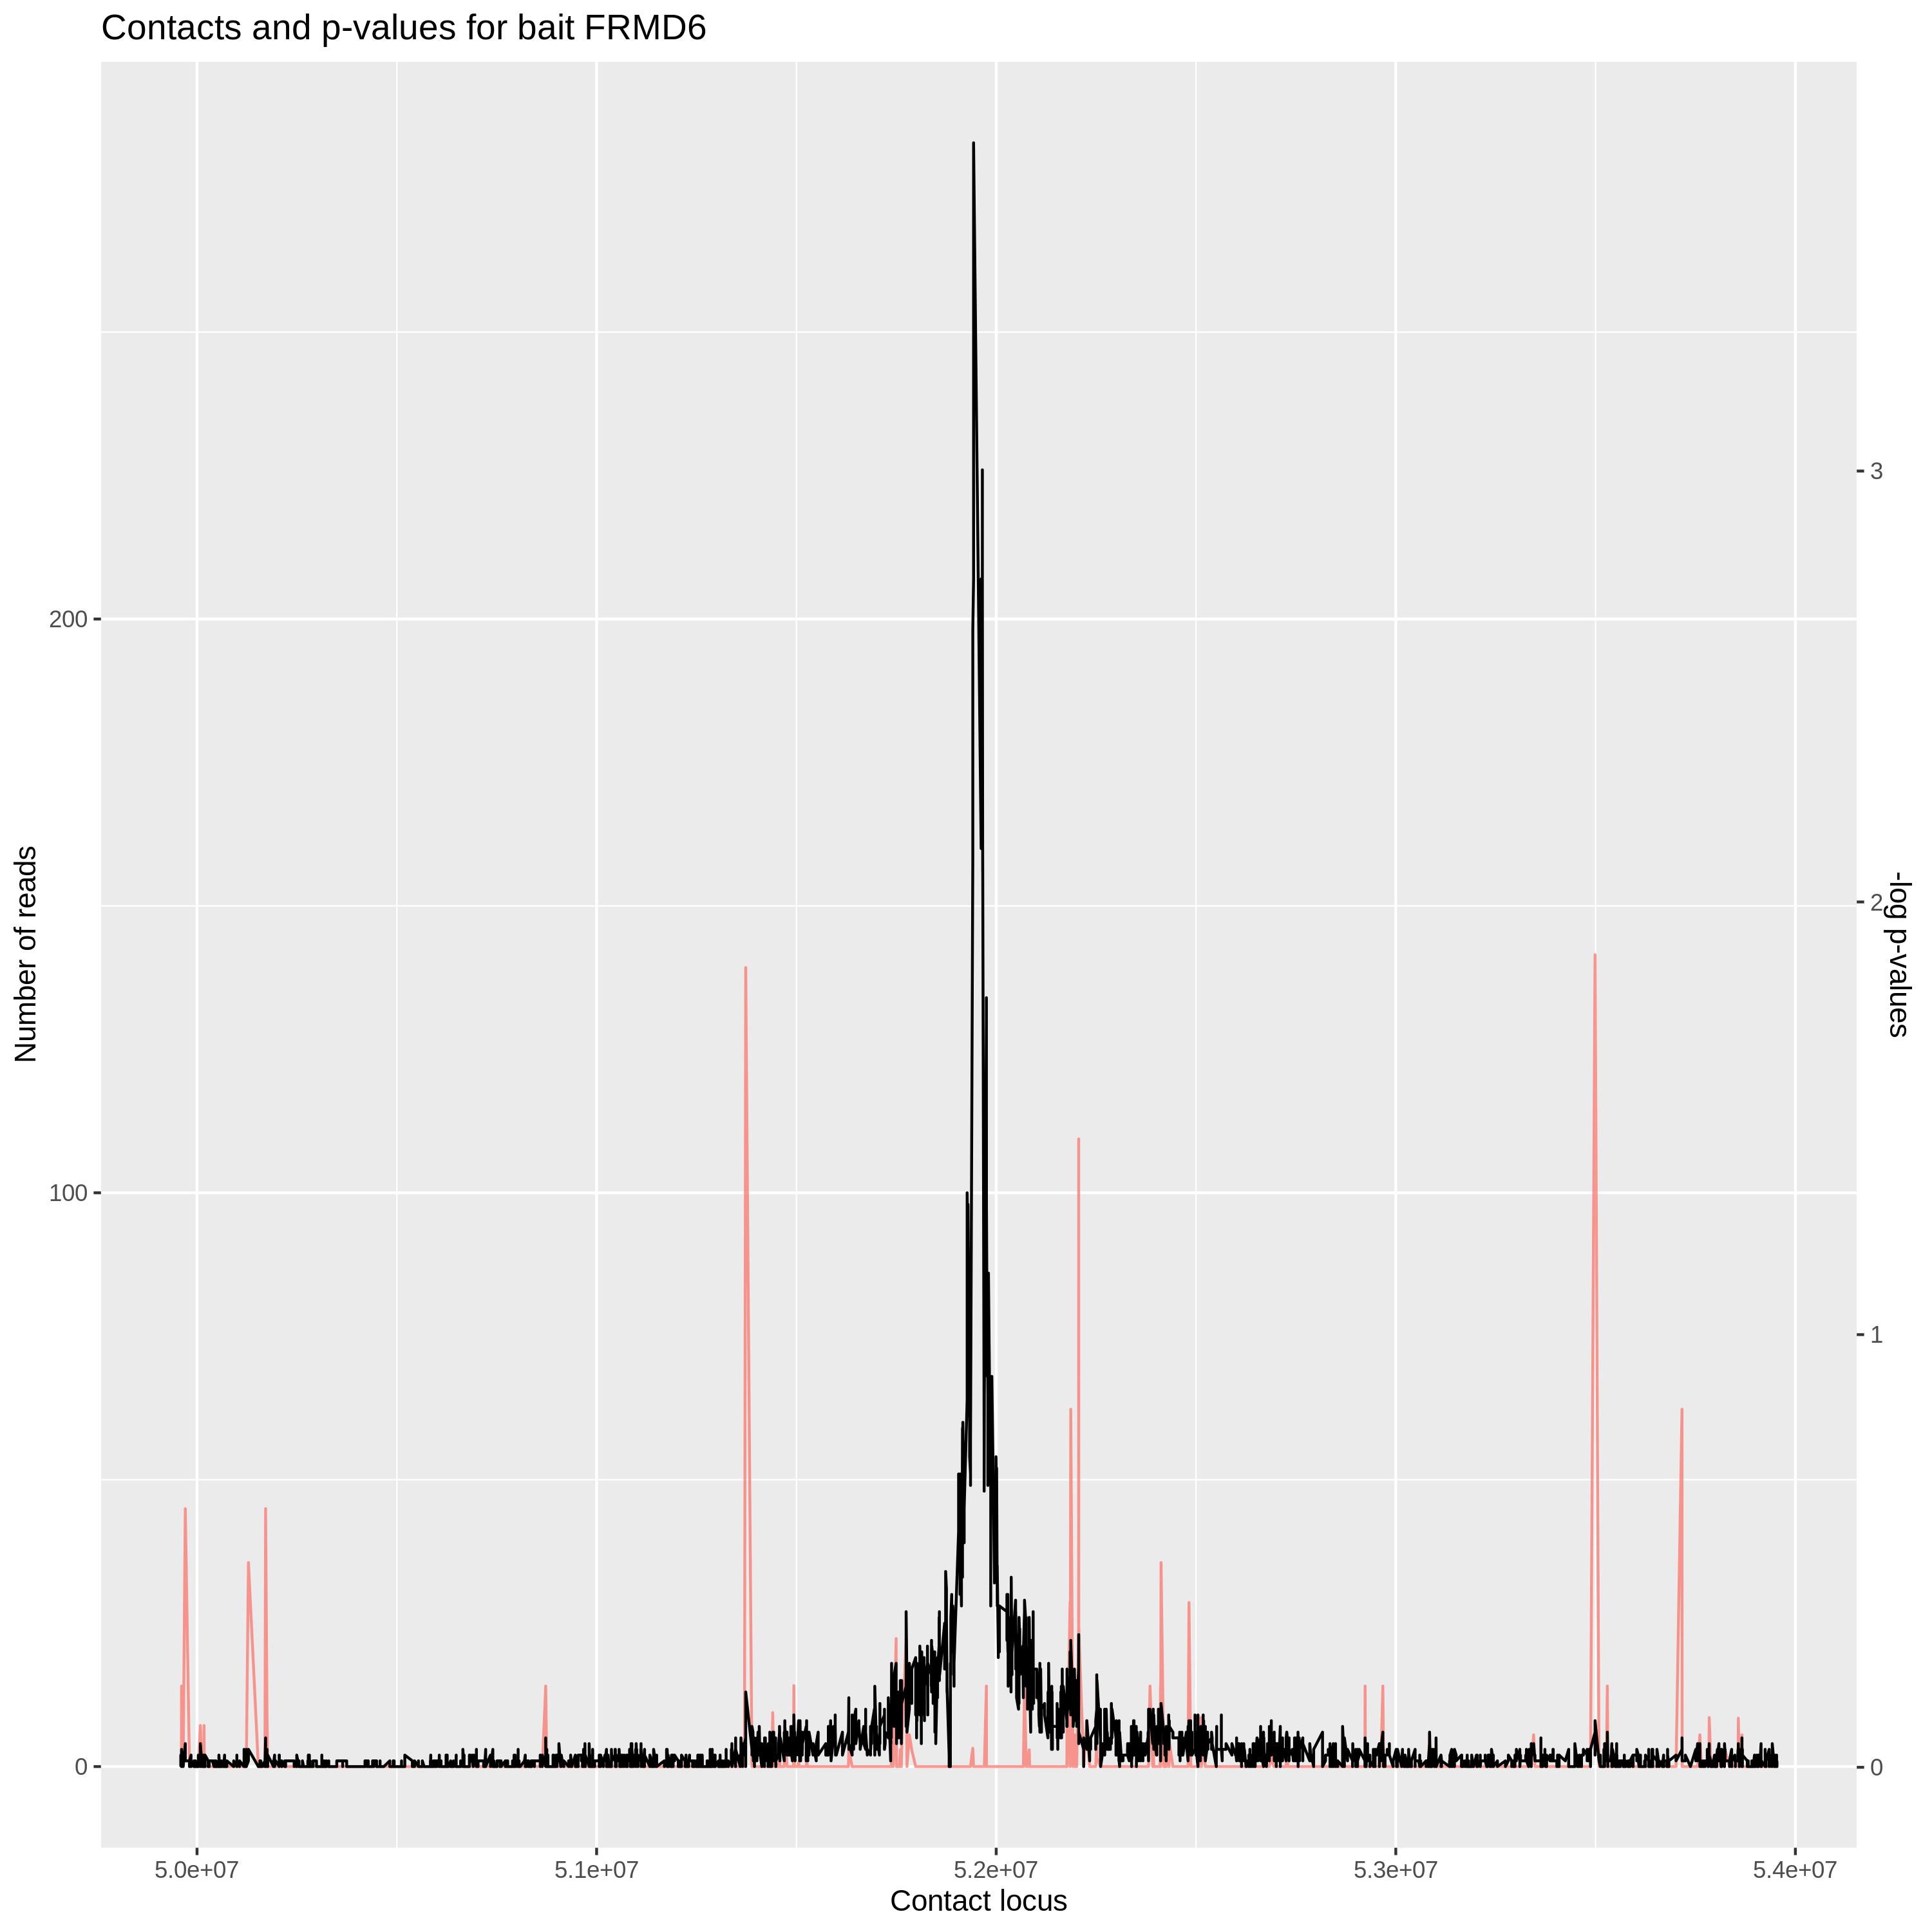 Contacts and p-values for bait FRMD6
Number of reads
200
100
0
3
2
1
0
-log p-values
5.0e+07
5.1e+07
5.2e+07
5.3e+07
5.4e+07
Contact locus